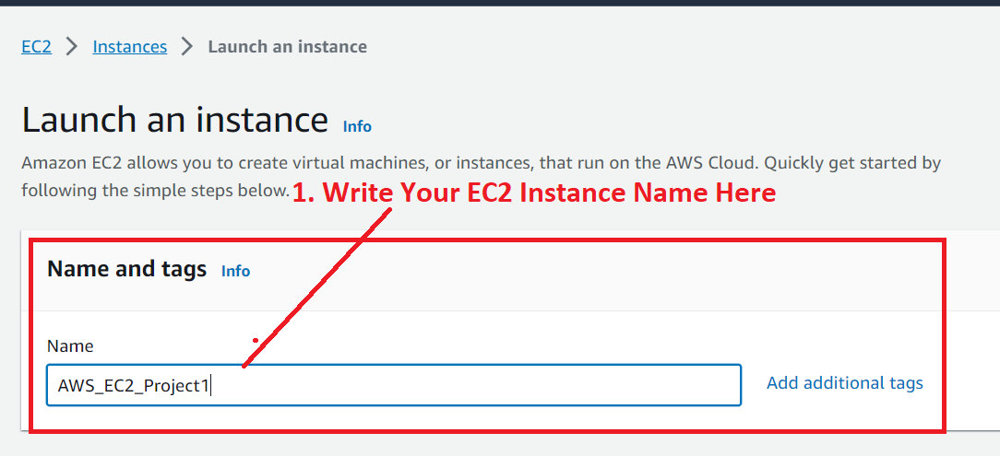 EC2 > Instances > Launch an instance
Launch an instance Info
Amazon EC2 allows you to create virtual machines, or instances, that run on the AWS Cloud. Quickly get started by
following the simple steps below. 1. Write Your EC2 Instance Name Here
Name and tags Info
Name
AWS_EC2_Project1 Add additional tags